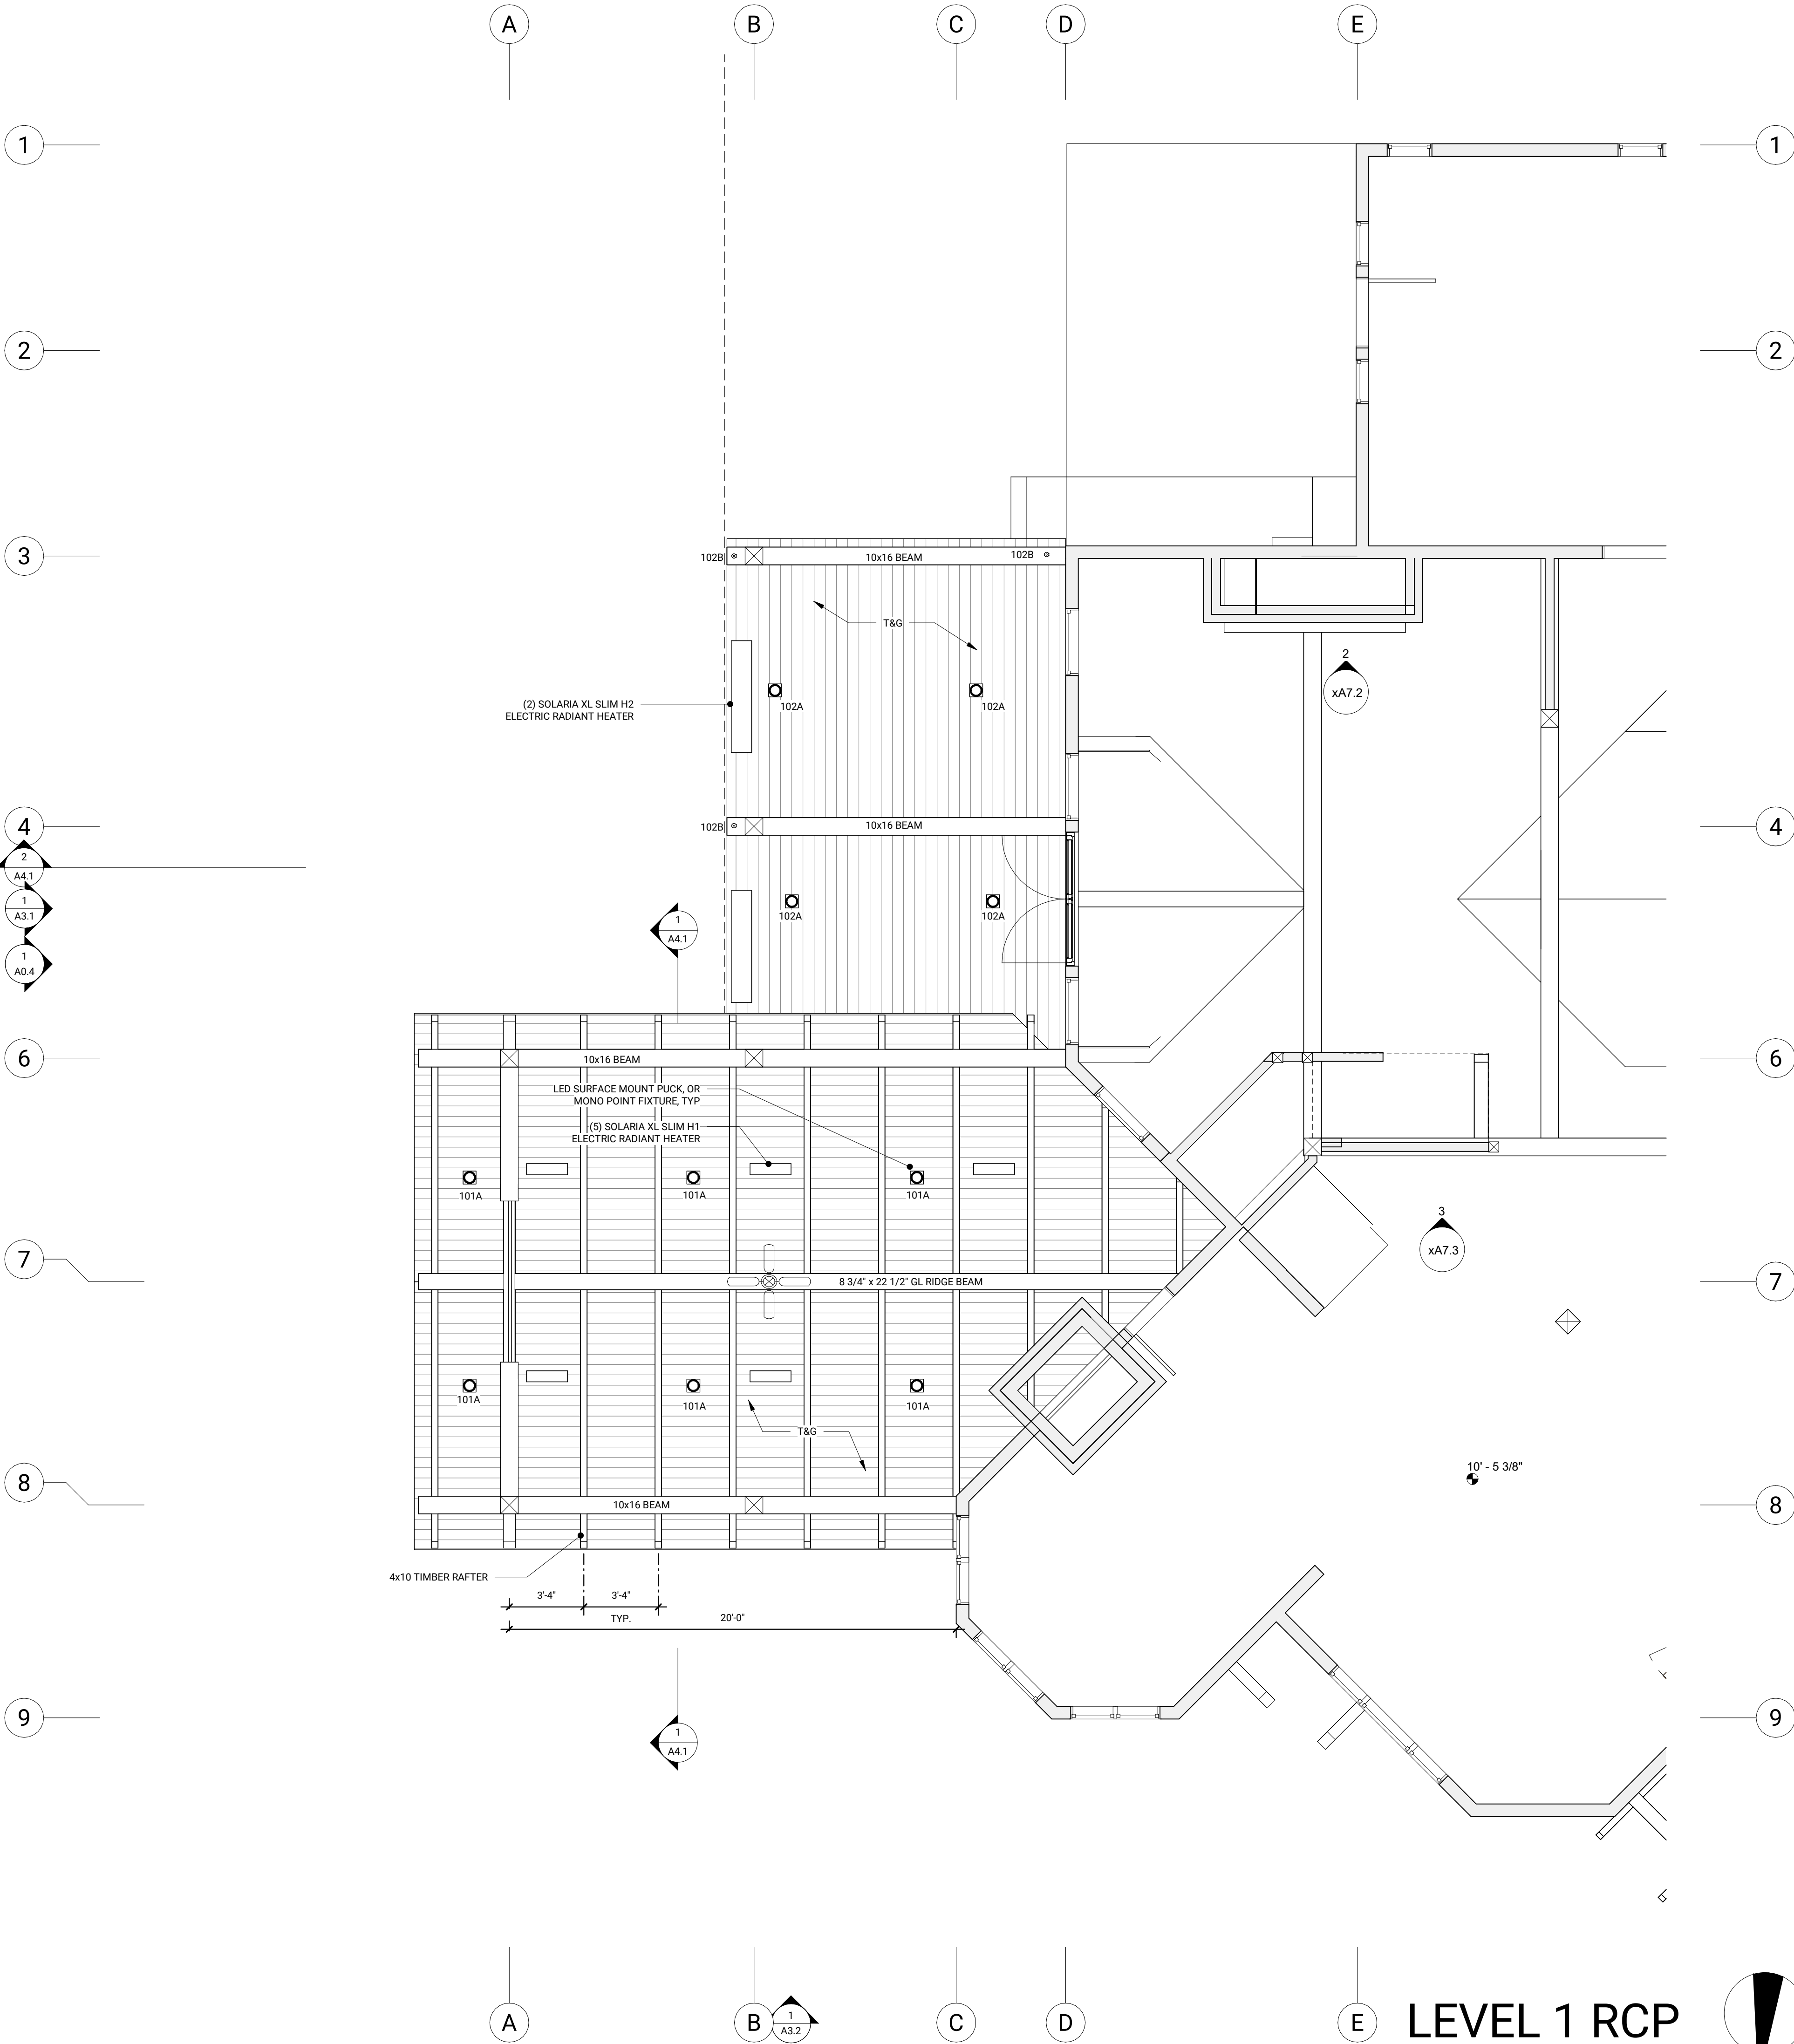 A
B
C
D
E
1
1
2
2
3
102B
10x16 BEAM
102B
T&G
2
xA7.2
(2) SOLARIA XL SLIM H2
ELECTRIC RADIANT HEATER
102A
102A
4
102B
10x16 BEAM
4
2
A4.1
1
A3.1
1
A0.4
102A
102A
1
A4.1
6
10x16 BEAM
6
LED SURFACE MOUNT PUCK, OR
MONO POINT FIXTURE, TYP
(5) SOLARIA XL SLIM H1
ELECTRIC RADIANT HEATER
101A
101A
101A
3
xA7.3
7
8 3/4" x 22 1/2" GL RIDGE BEAM
7
101A
101A
101A
T&G
10' - 5 3/8"
8
10x16 BEAM
8
4x10 TIMBER RAFTER
3'-4"
3'-4"
TYP.
20'-0"
9
1
A4.1
9
A
B
1
A3.2
C
D
E
LEVEL 1 RCP